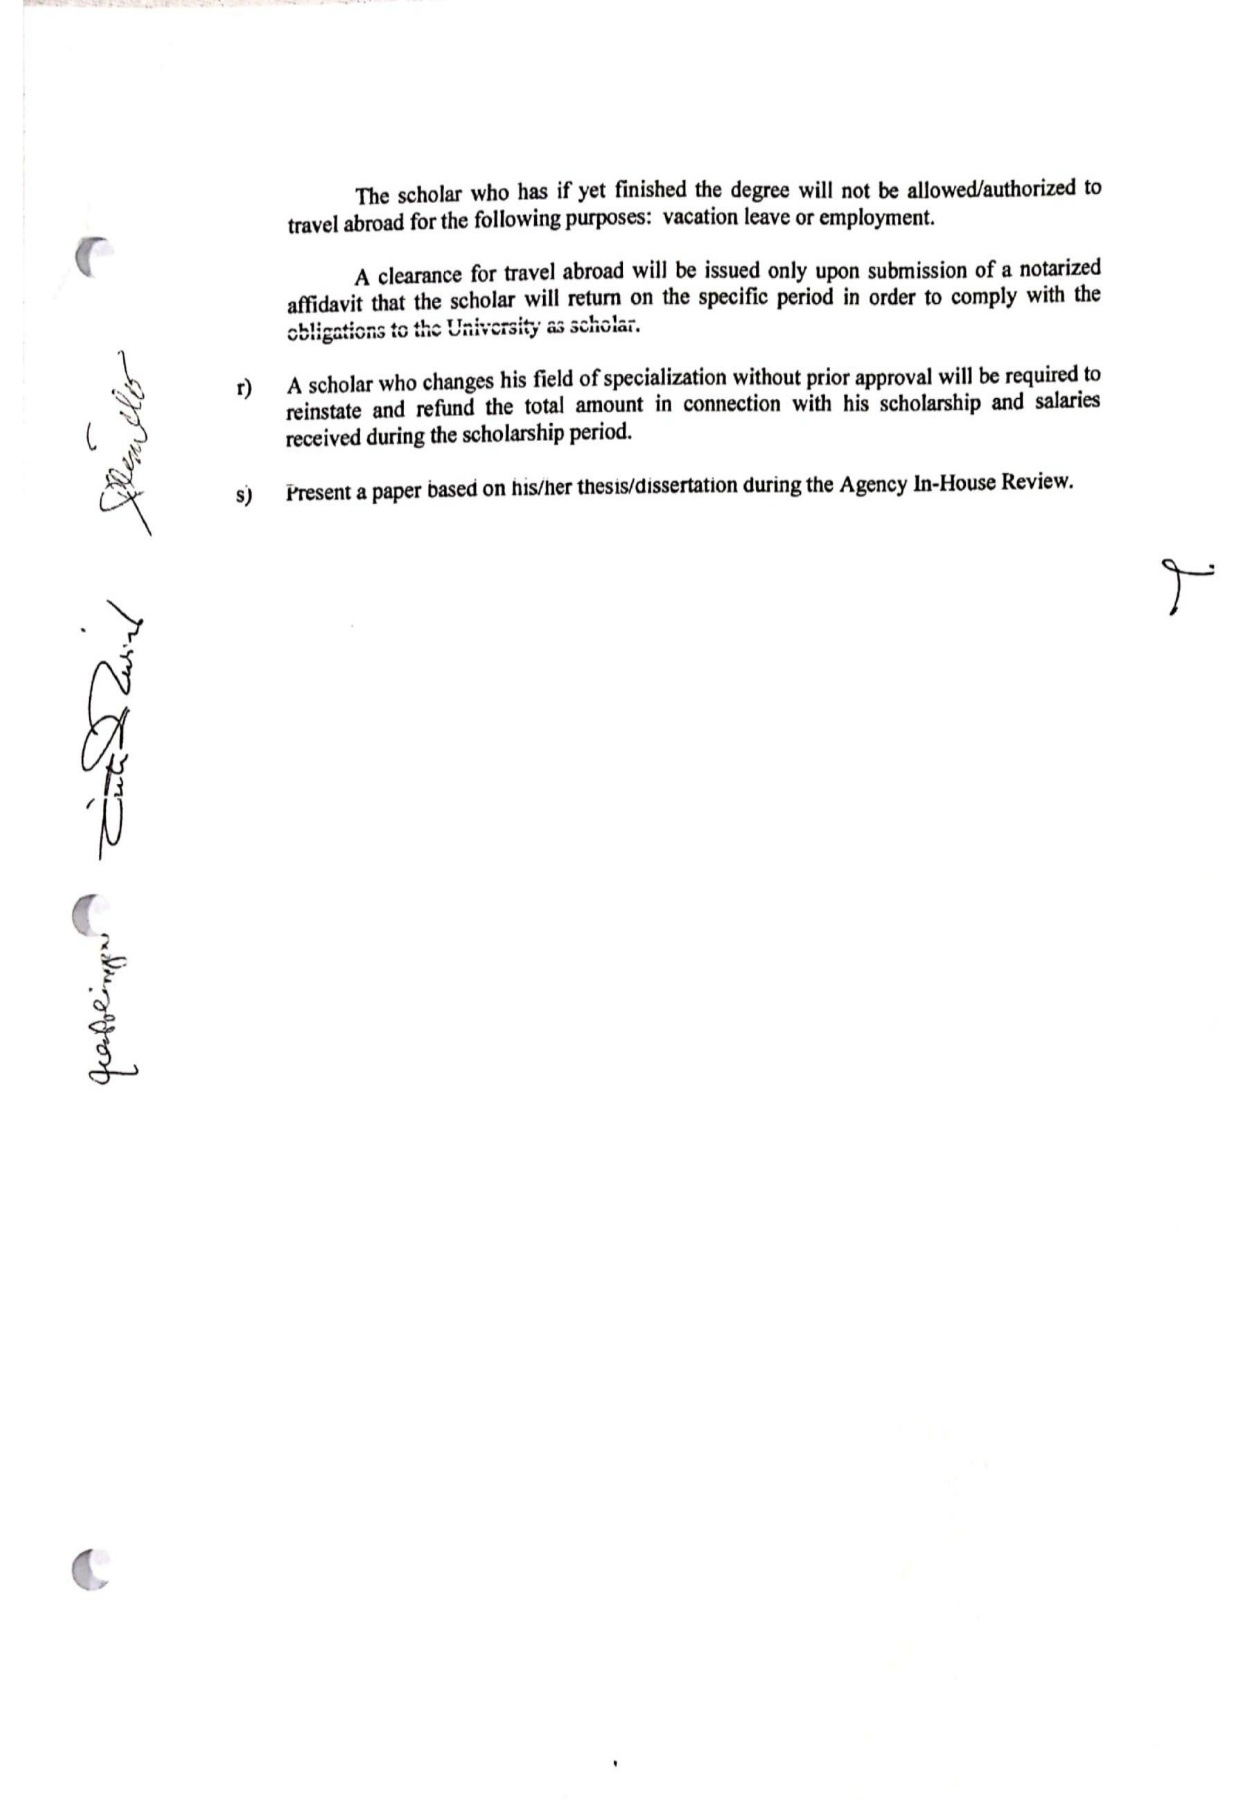 The scholar who has if yet finished the degree will not be allowed/authorized to
travel abroad for the following purposes: vacation leave or employment.
A clearance for travel abroad will be issued only upon submission of a notarized
affidavit that the scholar will return on the specific period in order to comply with the
obligations to the University as scholar.
r) A scholar who changes his field of specialization without prior approval will be required to
reinstate and refund the total amount in connection with his scholarship and salaries
received during the scholarship period.
s) Present a paper based on his/her thesis/dissertation during the Agency In-House Review.